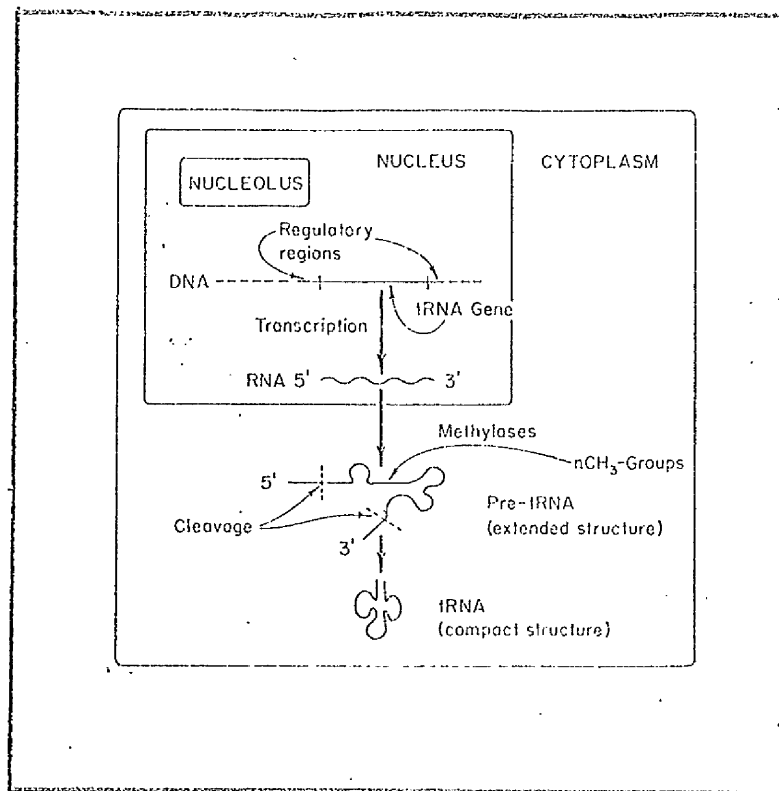 NUCLEUS
CYTOPLASM
NUCLEOLUS
Regulatory
regions
DNA
tRNA Gene
Transcription
RNA 5' 3'
Methylases
nCH₃-Groups
5'
Pre-tRNA
(extended structure)
Cleavage
3'
tRNA
(compact structure)